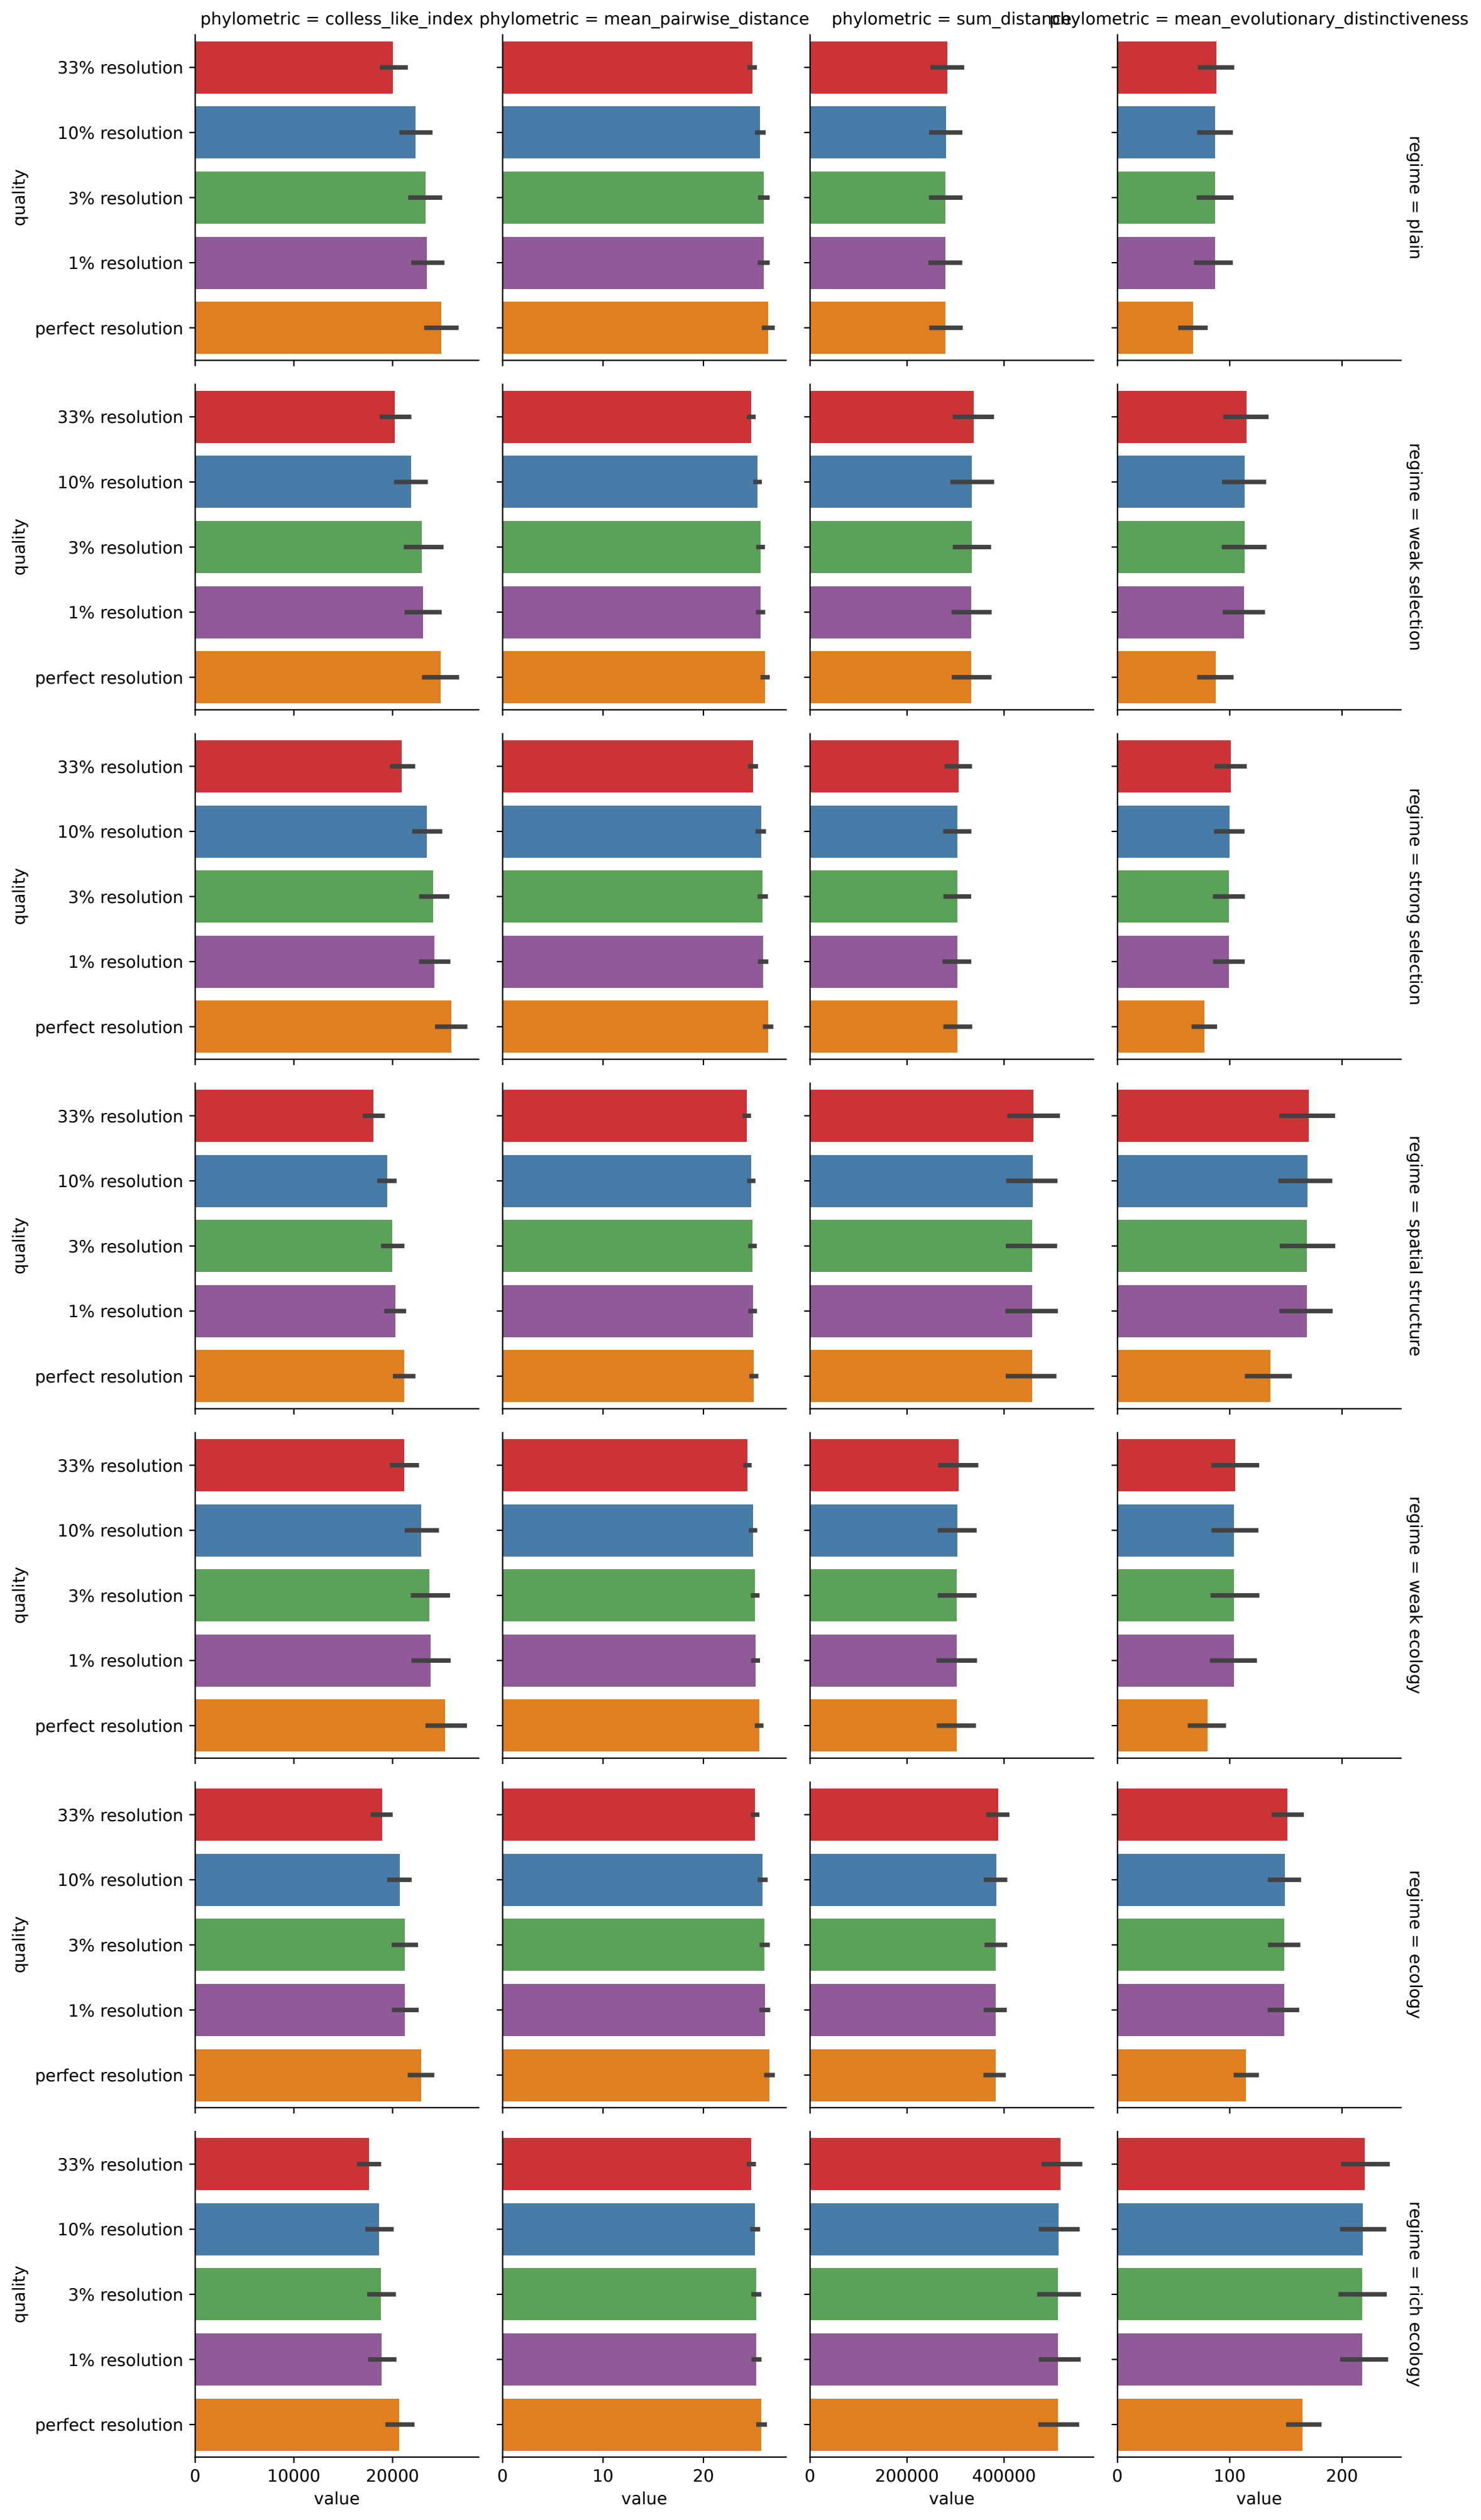 phylometric = colless_like_index
phylometric = mean_pairwise_distance
phylometric = sum_distance
phylometric = mean_evolutionary_distinctiveness
quality
33% resolution
10% resolution
3% resolution
1% resolution
perfect resolution
regime = plain
quality
33% resolution
10% resolution
3% resolution
1% resolution
perfect resolution
regime = weak selection
quality
33% resolution
10% resolution
3% resolution
1% resolution
perfect resolution
regime = strong selection
quality
33% resolution
10% resolution
3% resolution
1% resolution
perfect resolution
regime = spatial structure
quality
33% resolution
10% resolution
3% resolution
1% resolution
perfect resolution
regime = weak ecology
quality
33% resolution
10% resolution
3% resolution
1% resolution
perfect resolution
regime = ecology
quality
33% resolution
10% resolution
3% resolution
1% resolution
perfect resolution
regime = rich ecology
0 10000 20000
0 10 20
0 200000 400000
0 100 200
value
value
value
value